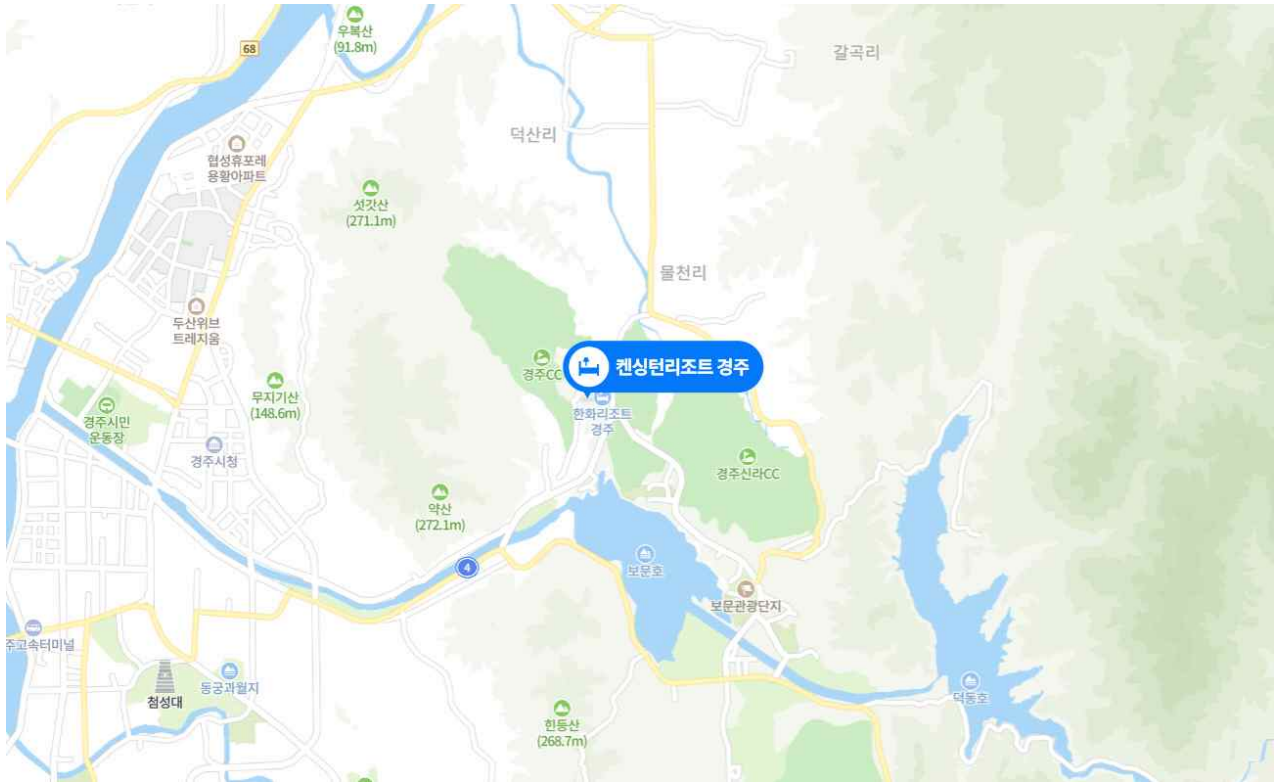 우복산
(91.8m)
68
갈곡리
덕산리
협성휴포레
용황아파트
섯갓산
(271.1m)
물천리
두산위브
트레지움
경주CC
켄싱턴리조트 경주
무지기산
(148.6m)
한화리조트
경주
경주시민
운동장
경주시청
경주신라CC
약산
(272.1m)
4
보문호
보문관광단지
주고속터미널
첨성대
동궁과월지
덕동호
힌등산
(268.7m)